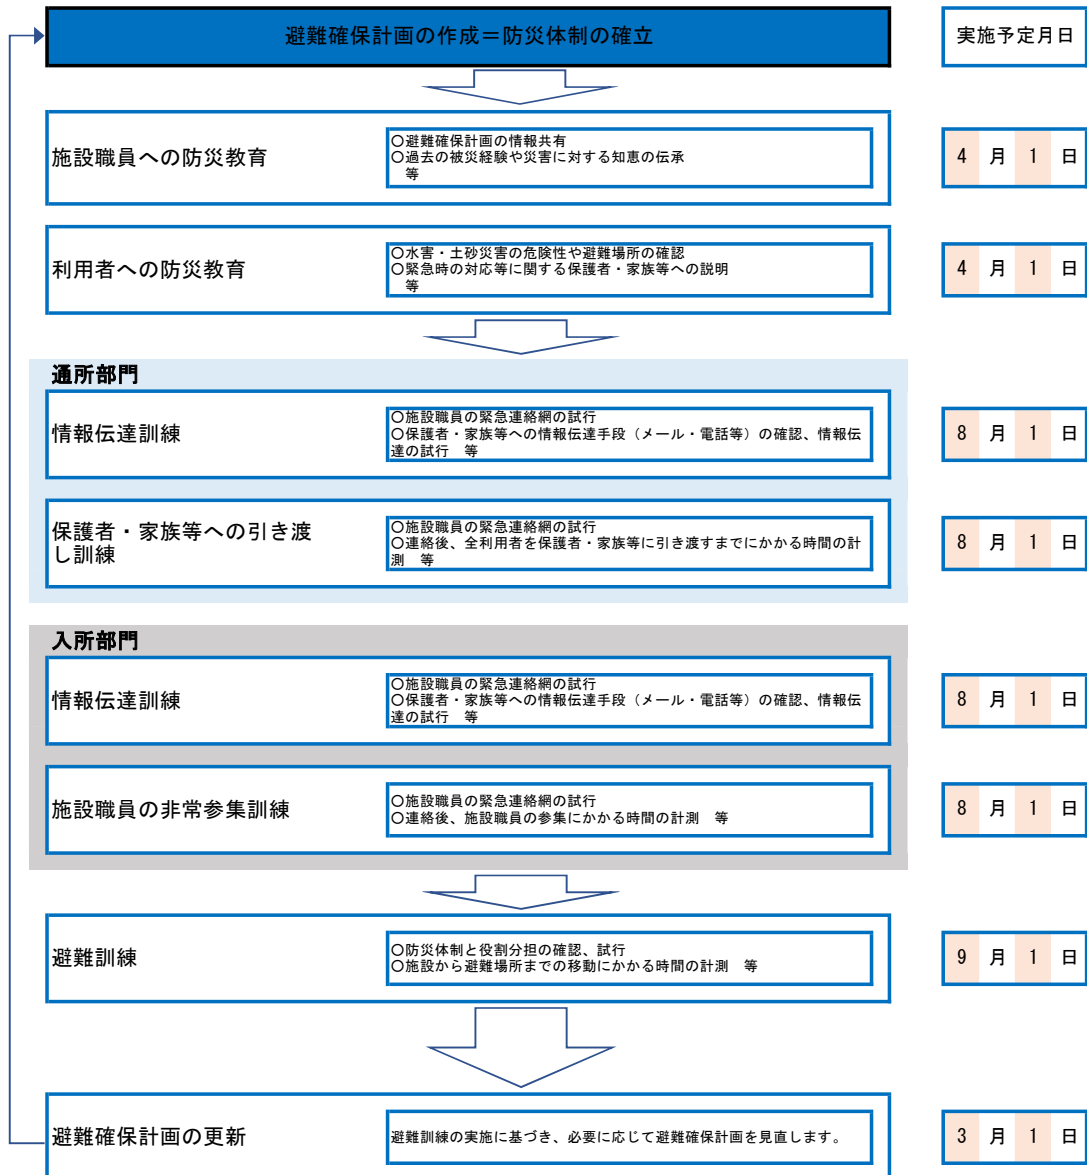 避難確保計画の作成＝防災体制の確立
実施予定月日
施設職員への防災教育
○避難確保計画の情報共有
○過去の被災経験や災害に対する知恵の伝承
等
4 月 1 日
利用者への防災教育
○水害・土砂災害の危険性や避難場所の確認
○緊急時の対応等に関する保護者・家族等への説明
等
4 月 1 日
通所部門
情報伝達訓練
○施設職員の緊急連絡網の試行
○保護者・家族等への情報伝達手段（メール・電話等）の確認、情報伝
達の試行　等
8 月 1 日
保護者・家族等への引き渡
し訓練
○施設職員の緊急連絡網の試行
○連絡後、全利用者を保護者・家族等に引き渡すまでにかかる時間の計
測　等
8 月 1 日
入所部門
情報伝達訓練
○施設職員の緊急連絡網の試行
○保護者・家族等への情報伝達手段（メール・電話等）の確認、情報伝
達の試行　等
8 月 1 日
施設職員の非常参集訓練
○施設職員の緊急連絡網の試行
○連絡後、施設職員の参集にかかる時間の計測　等
8 月 1 日
避難訓練
○防災体制と役割分担の確認、試行
○施設から避難場所までの移動にかかる時間の計測　等
9 月 1 日
避難確保計画の更新
避難訓練の実施に基づき、必要に応じて避難確保計画を見直します。
3 月 1 日